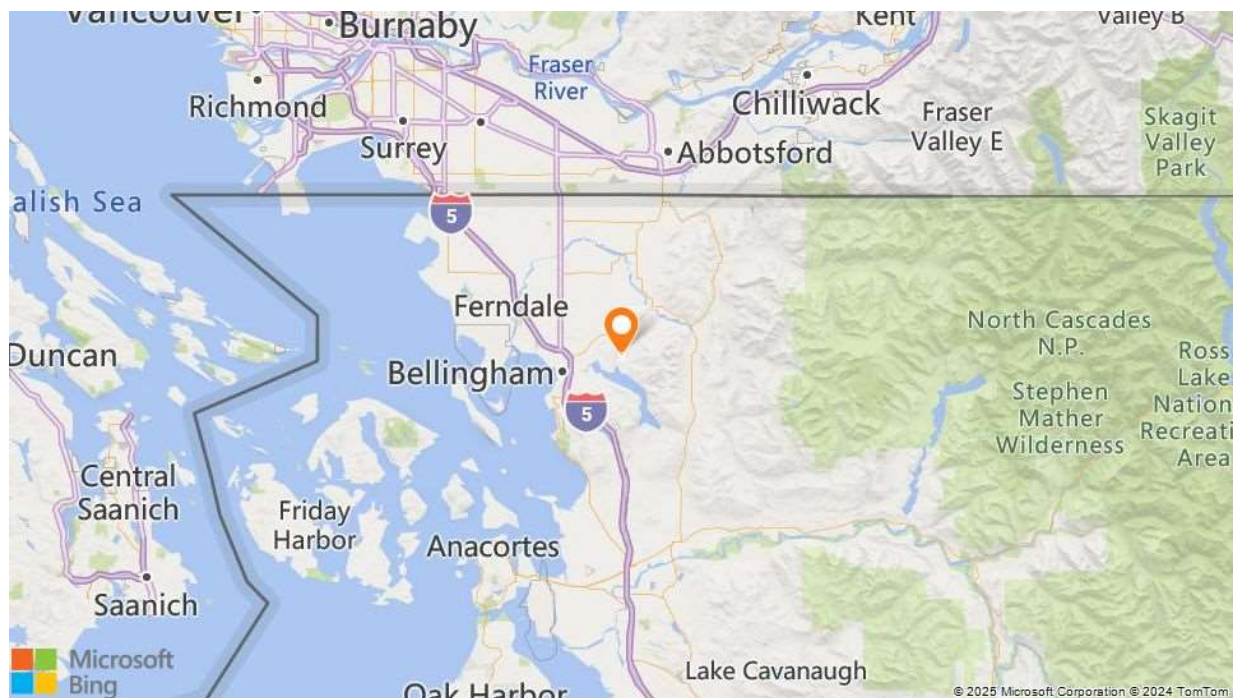 Vancouver
Burnaby
Kent
Valley B
Fraser
River
Richmond
Chilliwack
Surrey
Abbotsford
Fraser
Valley E
Skagit
Valley
Park
alish Sea
5
Ferndale
North Cascades
N.P.
Duncan
Bellingham
5
Stephen
Mather
Wilderness
Ross
Lake
Nation
Recreati
Area
Central
Saanich
Friday
Harbor
Anacortes
Saanich
Microsoft
Bing
Oak Harbor
Lake Cavanaugh
© 2025 Microsoft Corporation © 2024 TomTom